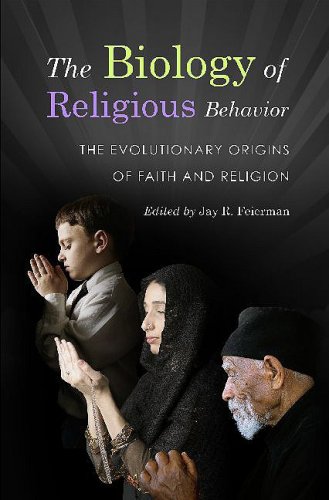 The Biology of
Religious Behavior
THE EVOLUTIONARY ORIGINS
OF FAITH AND RELIGION
Edited by Jay R. Feierman